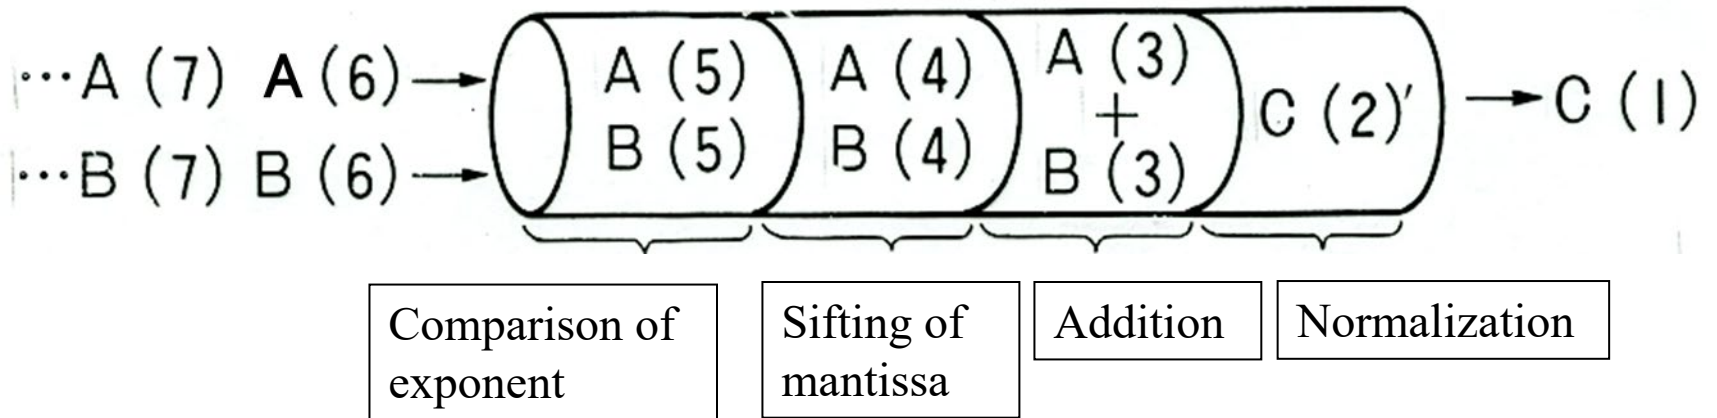 ···A (7) A (6) → A (5) A (4) A (3) + C (2)′ → C (1)
···B (7) B (6) → B (5) B (4) B (3)
Comparison of exponent
Sifting of mantissa
Addition
Normalization